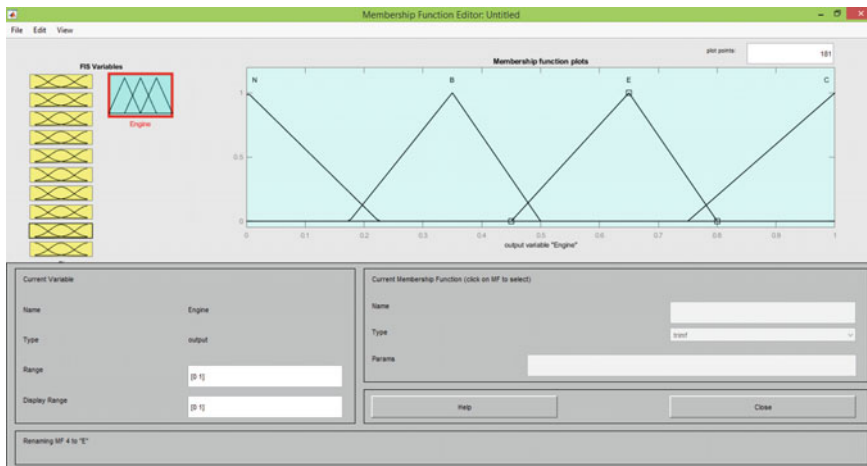 Membership Function Editor: Untitled
File Edit View
FIS Variables
Engine
plot points:
181
Membership function plots
N B E C
1
0.5
0
0 0.1 0.2 0.3 0.4 0.5 0.6 0.7 0.8 0.9 1
output variable "Engine"
Current Variable
Name Engine
Type output
Range [0 1]
Display Range [0 1]
Current Membership Function (click on MF to select)
Name
Type trimf
Params
Help Close
Renaming MF 4 to "E"